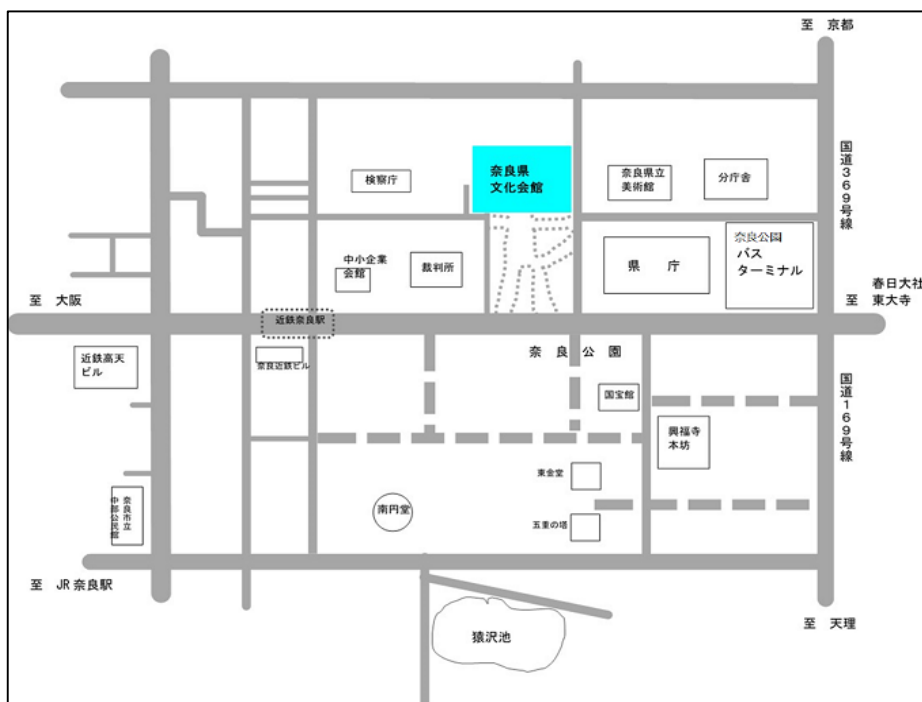 至 京都
国道369号線
検察庁
奈良県
文化会館
奈良県立
美術館
分庁舎
中小企業
会館
裁判所
県 庁
奈良公園
バス
ターミナル
至 大阪
春日大社
至 東大寺
近鉄奈良駅
近鉄高天
ビル
奈良近鉄ビル
奈良公園
国宝館
国道169号線
興福寺
本坊
東金堂
奈良市立
中部公民館
南円堂
五重の塔
至 JR奈良駅
猿沢池
至 天理